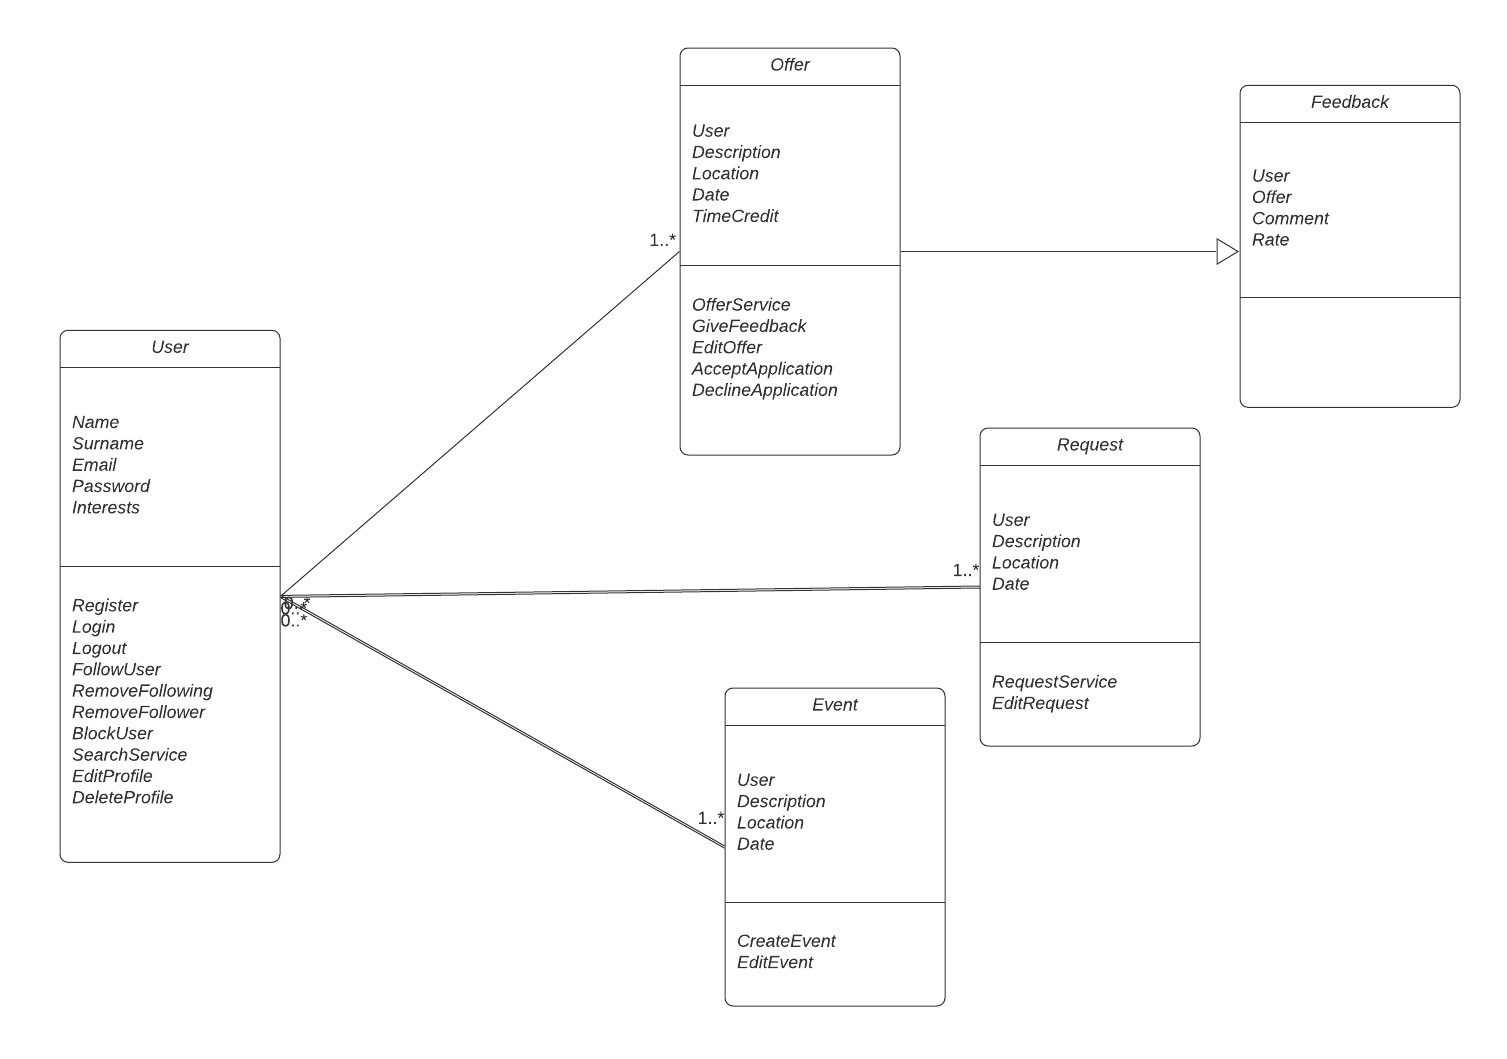 Offer
User
Description
Location
Date
TimeCredit
1..*
OfferService
GiveFeedback
EditOffer
AcceptApplication
DeclineApplication
Feedback
User
Offer
Comment
Rate
User
Name
Surname
Email
Password
Interests
Register
Login
Logout
FollowUser
RemoveFollowing
RemoveFollower
BlockUser
SearchService
EditProfile
DeleteProfile
0..*
Request
User
Description
Location
Date
1..*
RequestService
EditRequest
Event
User
Description
Location
Date
1..*
CreateEvent
EditEvent